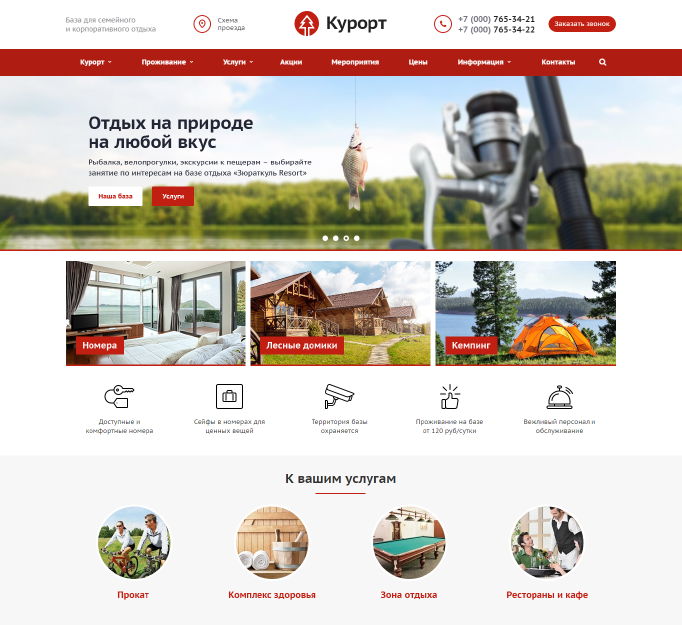 База для семейного
и корпоративного отдыха
Схема
проезда
Курорт
+7 (000) 765-34-21
+7 (000) 765-34-22
Заказать звонок
Курорт Проживание Услуги Акции Мероприятия Цены Информация Контакты
Отдых на природе
на любой вкус
Рыбалка, велопрогулки, экскурсии к пещерам – выбирайте
занятие по интересам на базе отдыха «Зюраткуль Resort»
Наша база Услуги
Номера Лесные домики Кемпинг
Доступные и
комфортные номера
Сейфы в номерах для
ценных вещей
Территория базы
охраняется
Проживание на базе
от 120 руб/сутки
Вежливый персонал и
обслуживание
К вашим услугам
Прокат Комплекс здоровья Зона отдыха Рестораны и кафе